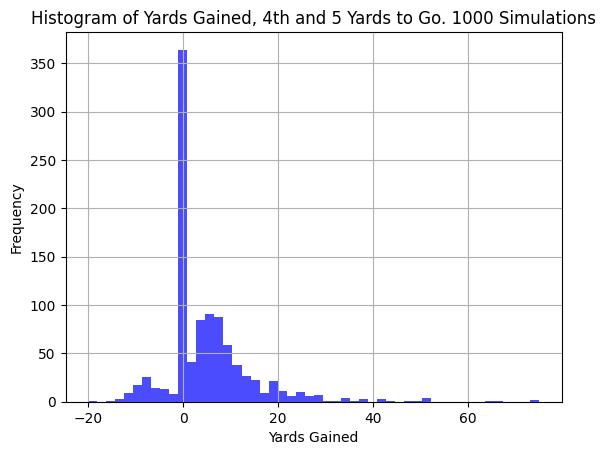 Histogram of Yards Gained, 4th and 5 Yards to Go. 1000 Simulations
350
300
250
200
150
100
50
0
Frequency
−20 0 20 40 60
Yards Gained